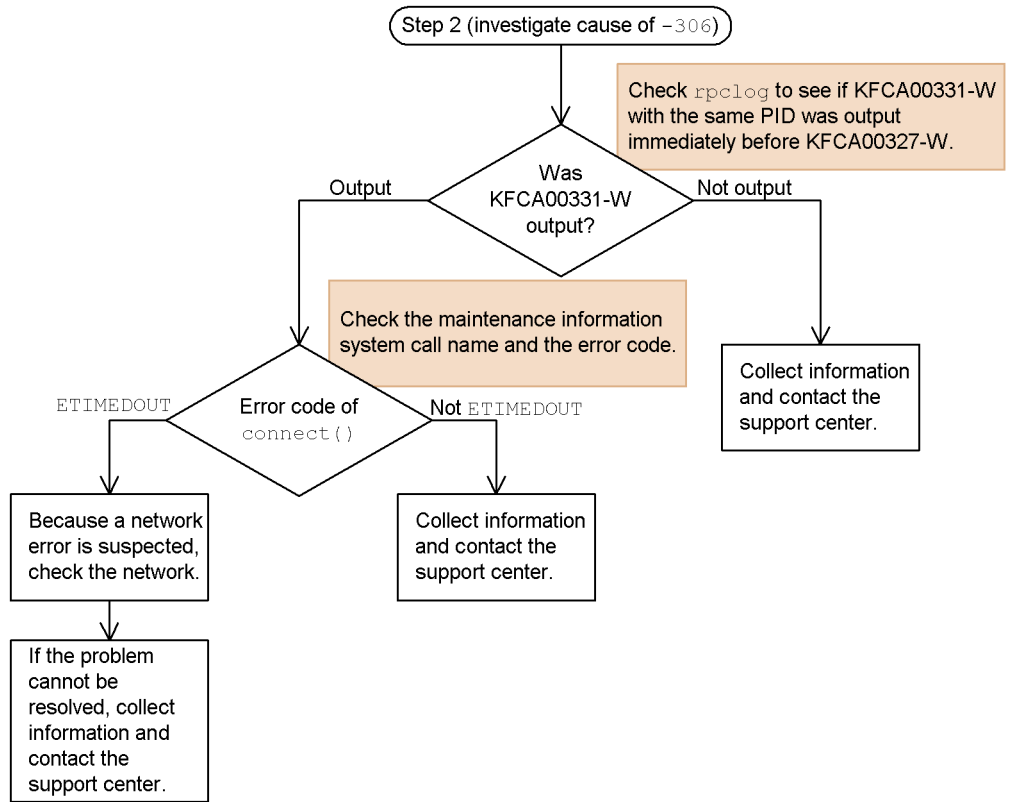 Step 2 (investigate cause of -306)
Check rpclog to see if KFCA00331-W
with the same PID was output
immediately before KFCA00327-W.
Was
KFCA00331-W
output?
Output
Not output
Check the maintenance information
system call name and the error code.
Collect information
and contact the
support center.
Error code of
connect()
ETIMEDOUT
Not ETIMEDOUT
Because a network
error is suspected,
check the network.
Collect information
and contact the
support center.
If the problem
cannot be
resolved, collect
information and
contact the
support center.